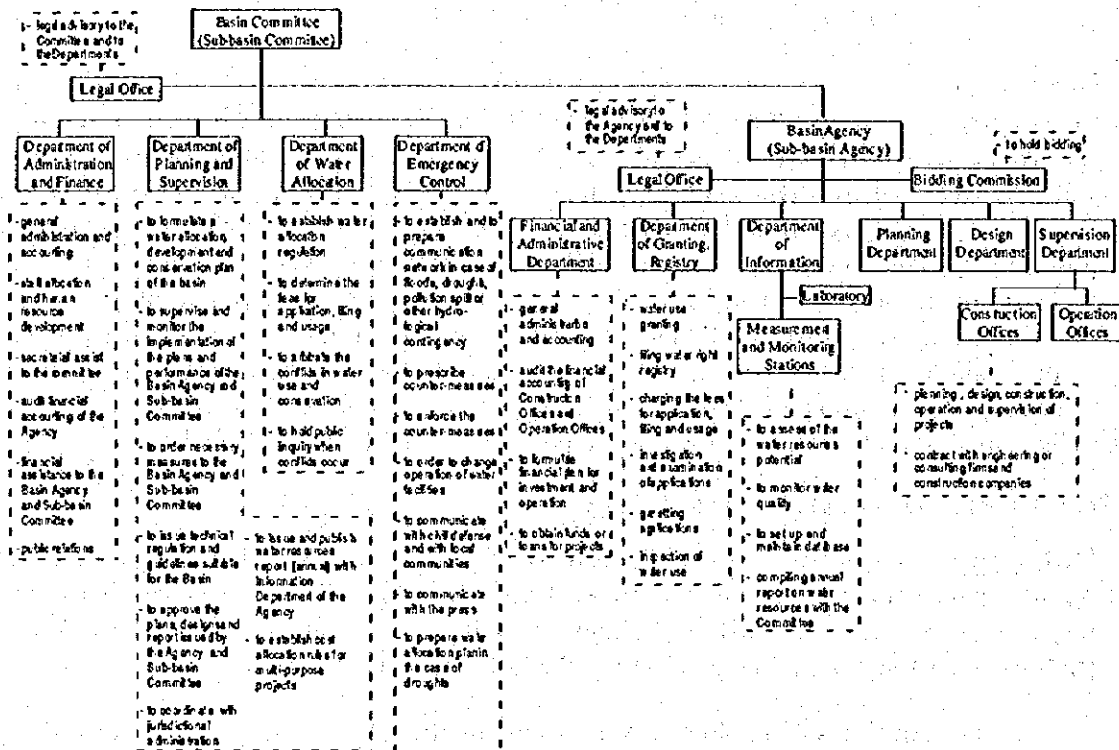 - legal advisory to the
Committee and to
the Departments
Basin Committee
(Sub-basin Committee)
Legal Office
Department of
Administration
and Finance
- general
administration and
accounting
- staff allocation
and human
resource
development
- secretarial assist
to the committee
- audit financial
accounting of the
Agency
- financial
assistance to the
Basin Agency
and Sub-basin
Committee
- public relations
Department of
Planning and
Supervision
- to formulate a
water allocation,
development and
conservation plan
of the basin
- to supervise and
monitor the
implementation of
the plans and
performance of the
Basin Agency and
Sub-basin
Committee
- to order necessary
measures to the
Basin Agency and
Sub-basin
Committee
- to issue technical
regulation and
guidelines suitable
for the Basin
- to approve the
plans, designs and
report issued by
the Agency and
Sub-basin
Committee
- to coordinate with
jurisdictional
administration
Department
of Water
Allocation
- to establish water
allocation
regulation
- to determine the
fees for
application, filing
and usage
- to arbitrate the
conflicts in water
use and
conservation
- to hold public
inquiry when
conflicts occur
- to issue and publish
water resources
report (annual) with
Information
Department of the
Agency
- to establish cost
allocation rules for
multi-purpose
projects
Department of
Emergency
Control
- to establish and to
prepare
communication
network in case of
floods, droughts,
pollution spill or
other hydro-
logical
contingency
- to prescribe
counter-measures
- to enforce the
counter-measures
- to order to change
operation of water
facilities
- to communicate
with civil defense
and with local
communities
- to communicate
with the press
- to prepare water
allocation plan in
the case of
droughts
- legal advisory to
the Agency and to
the Departments
Basin Agency
(Sub-basin Agency)
to hold bidding
Legal Office
Bidding Commission
Financial and
Administrative
Department
- general
administrative
and accounting
- audit the financial
accounting of
Construction
Offices and
Operation Offices
- to formulate
financial plan for
investment and
operation
- to obtain funds or
loans for projects
Department
of Granting,
Registry
- water use
granting
- filing water right
registry
- charging the fees
for application,
filing and usage
- investigation
and examination
of applications
- granting
applications
- inspection of
water use
Department
of
Information
Laboratory
Measurement
and Monitoring
Stations
- to assess of the
water resources
potential
- to monitor water
quality
- to set up and
maintain database
- compiling annual
report on water
resources with the
Committee
Planning
Department
Design
Department
Supervision
Department
Construction
Offices
Operation
Offices
- planning, design, construction,
operation and supervision of
projects
- contract with engineering or
consulting firms and
construction companies